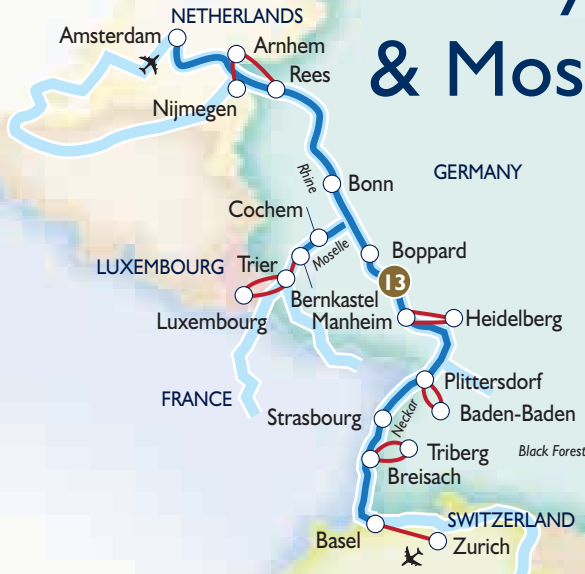 NETHERLANDS
Amsterdam
Arnhem
& Mos
Rees
Nijmegen
Rhine
GERMANY
Bonn
Cochem
Moselle
Boppard
LUXEMBOURG
Trier
13
Bernkastel
Luxembourg
Manheim
Heidelberg
Plittersdorf
FRANCE
Baden-Baden
Strasbourg
Neckar
Triberg
Black Forest
Breisach
SWITZERLAND
Basel
Zurich